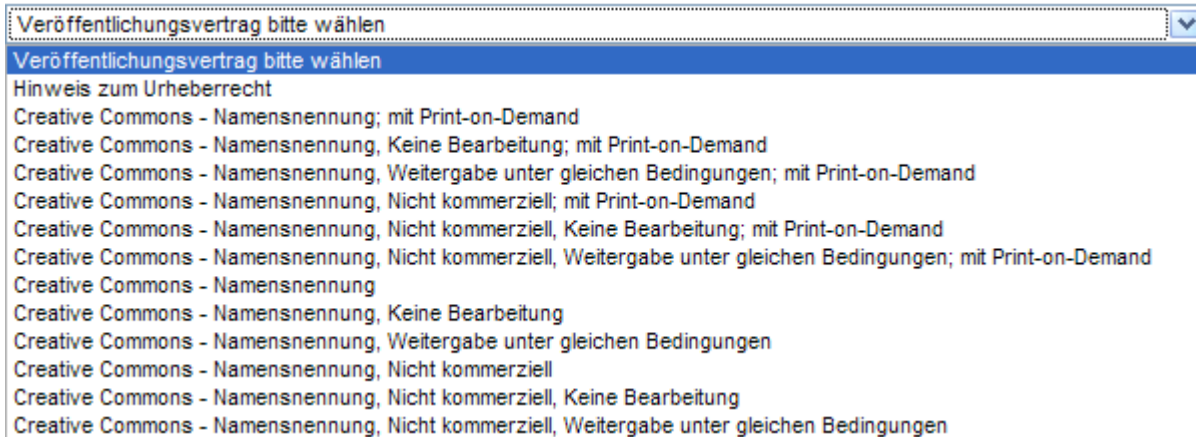 Veröffentlichungsvertrag bitte wählen
Veröffentlichungsvertrag bitte wählen
Hinweis zum Urheberrecht
Creative Commons - Namensnennung; mit Print-on-Demand
Creative Commons - Namensnennung, Keine Bearbeitung; mit Print-on-Demand
Creative Commons - Namensnennung, Weitergabe unter gleichen Bedingungen; mit Print-on-Demand
Creative Commons - Namensnennung, Nicht kommerziell; mit Print-on-Demand
Creative Commons - Namensnennung, Nicht kommerziell, Keine Bearbeitung; mit Print-on-Demand
Creative Commons - Namensnennung, Nicht kommerziell, Weitergabe unter gleichen Bedingungen; mit Print-on-Demand
Creative Commons - Namensnennung
Creative Commons - Namensnennung, Keine Bearbeitung
Creative Commons - Namensnennung, Weitergabe unter gleichen Bedingungen
Creative Commons - Namensnennung, Nicht kommerziell
Creative Commons - Namensnennung, Nicht kommerziell, Keine Bearbeitung
Creative Commons - Namensnennung, Nicht kommerziell, Weitergabe unter gleichen Bedingungen